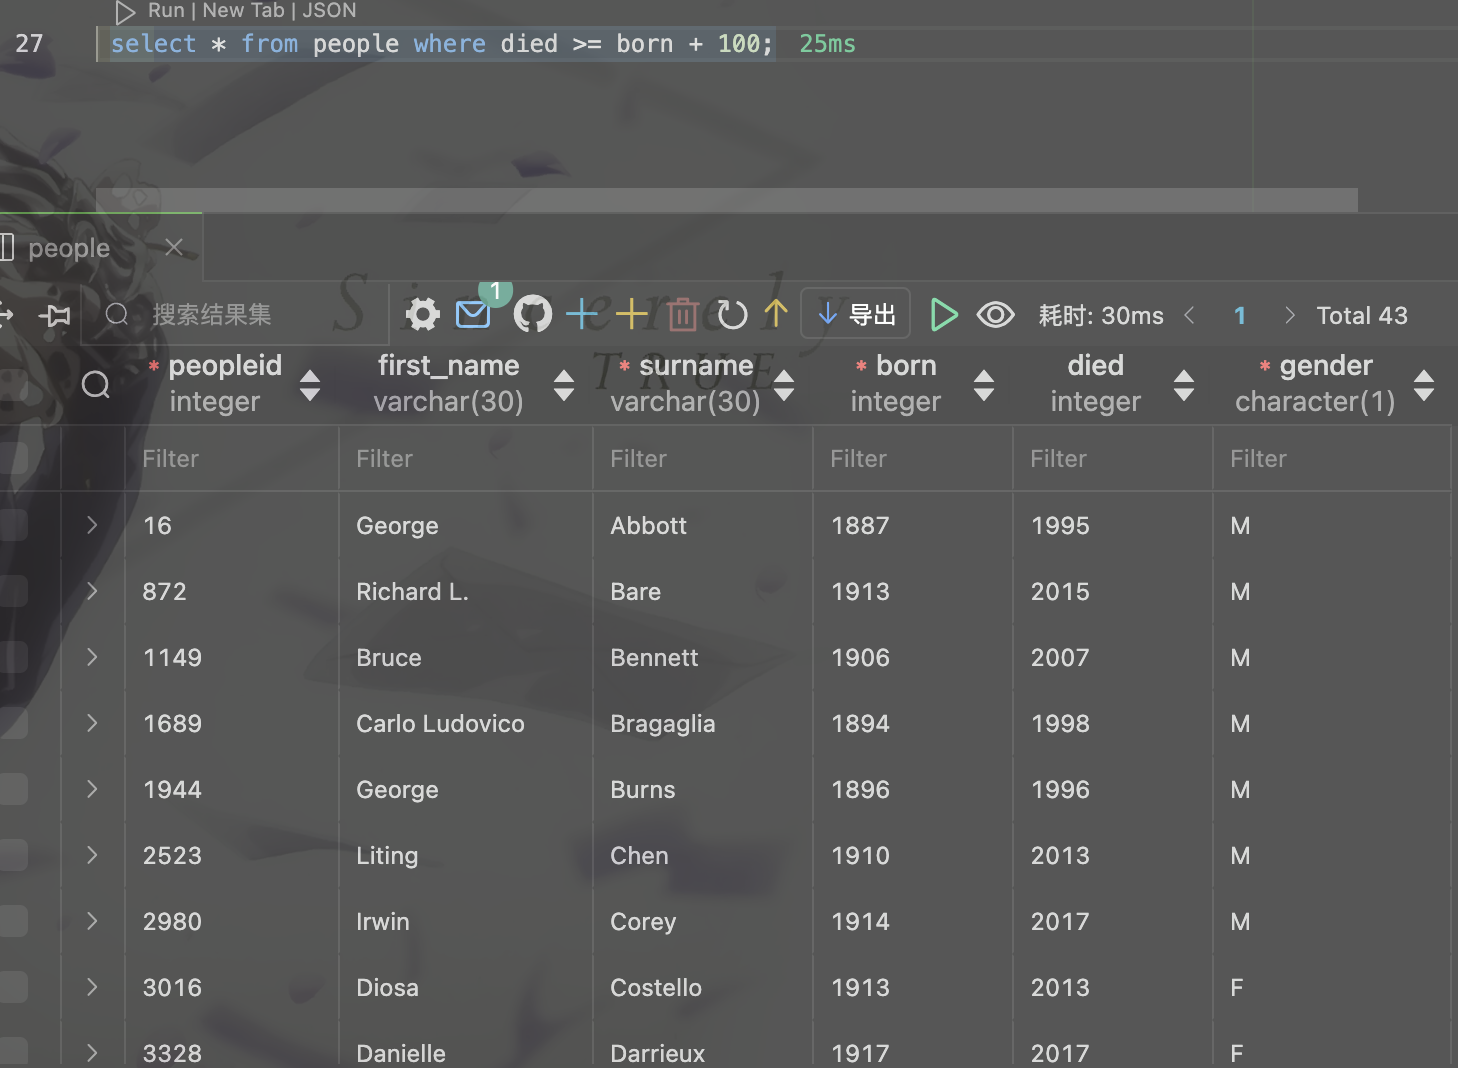 Run | New Tab | JSON
27 select * from people where died >= born + 100; 25ms
people
Sincerely
TRUE
搜索结果集 1 导出 耗时: 30ms 1 Total 43
* peopleid first_name * surname * born died * gender
integer varchar(30) varchar(30) integer integer character(1)
Filter Filter Filter Filter Filter Filter
16 George Abbott 1887 1995 M
872 Richard L. Bare 1913 2015 M
1149 Bruce Bennett 1906 2007 M
1689 Carlo Ludovico Bragaglia 1894 1998 M
1944 George Burns 1896 1996 M
2523 Liting Chen 1910 2013 M
2980 Irwin Corey 1914 2017 M
3016 Diosa Costello 1913 2013 F
3328 Danielle Darrieux 1917 2017 F